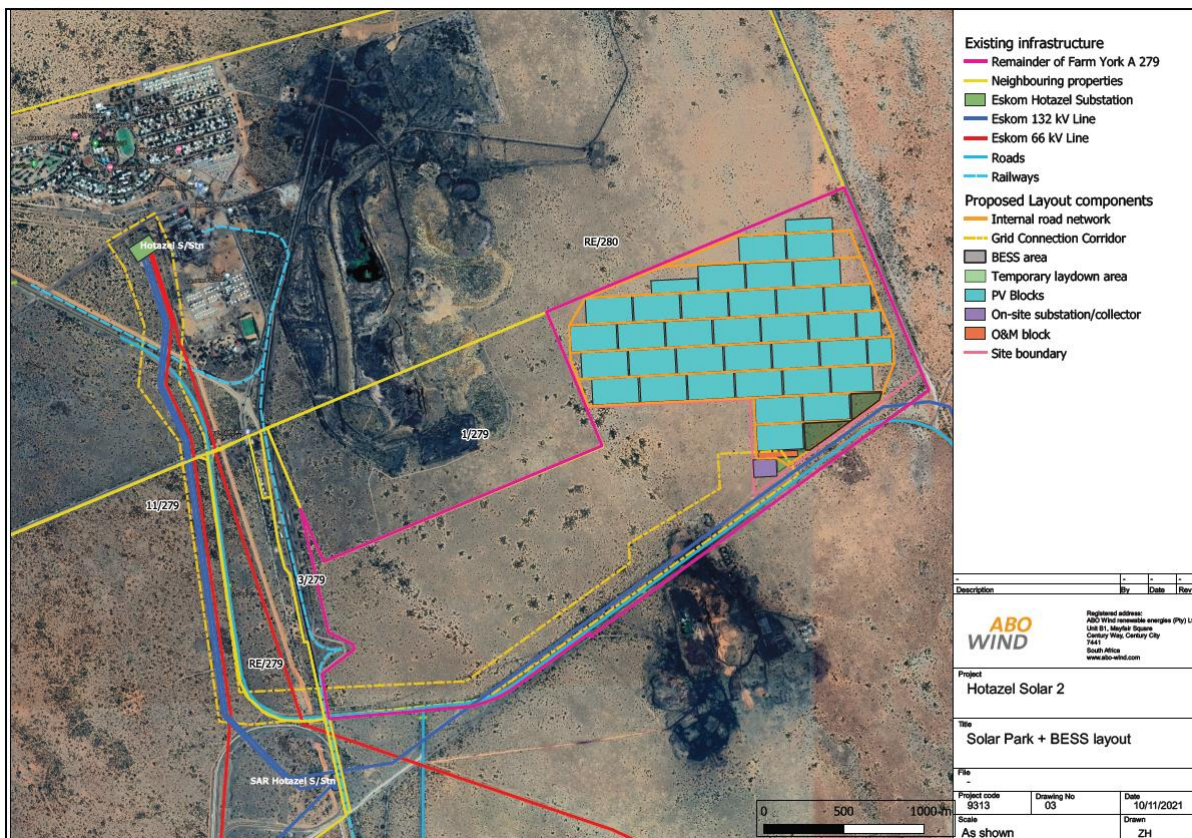 Hotazel S/Stn
RE/280
1/279
11/279
3/279
RE/279
SAR Hotazel S/Stn
0 500 1000 m
Existing infrastructure
Remainder of Farm York A 279
Neighbouring properties
Eskom Hotazel Substation
Eskom 132 kV Line
Eskom 66 kV Line
Roads
Railways
Proposed Layout components
Internal road network
Grid Connection Corridor
BESS area
Temporary laydown area
PV Blocks
On-site substation/collector
O&M block
Site boundary
- - - -
Description By Date Rev
ABO
WIND
Registered address:
ABO Wind renewable energies (Pty) L
Unit B1, Mayfair Square
Century Way, Century City
7441
South Africa
www.abo-wind.com
Project
Hotazel Solar 2
Title
Solar Park + BESS layout
File
-
Project code Drawing No Date
9313 03 10/11/2021
Scale Drawn
As shown ZH